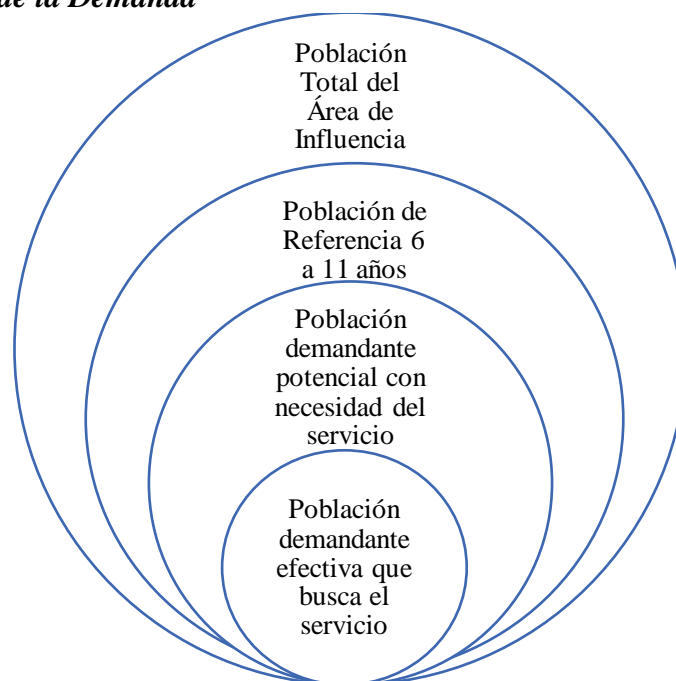 de la Demanda
Población
Total del
Área de
Influencia
Población de
Referencia 6
a 11 años
Población
demandante
potencial con
necesidad del
servicio
Población
demandante
efectiva que
busca el
servicio